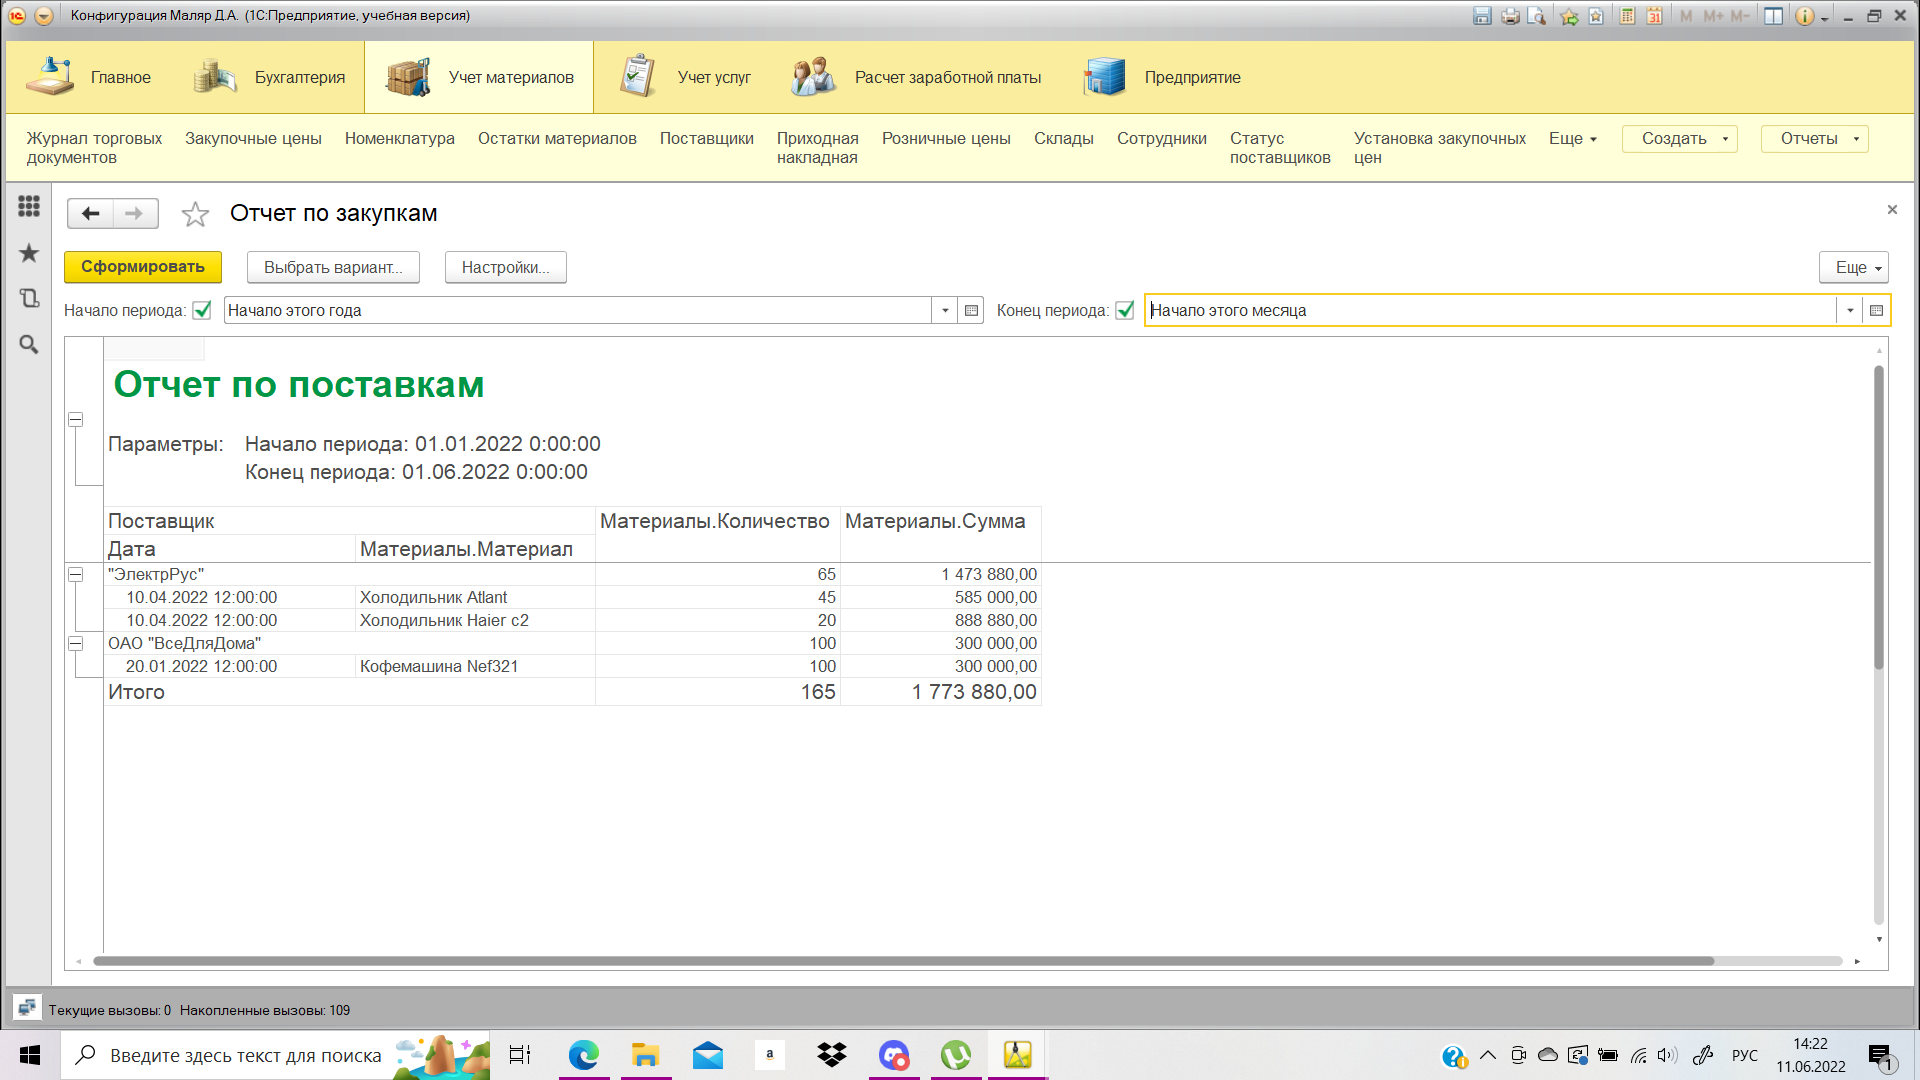 Конфигурация Маляр Д.А. (1С:Предприятие, учебная версия)
M M+ M-
Главное Бухгалтерия Учет материалов Учет услуг Расчет заработной платы Предприятие
Журнал торговых документов Закупочные цены Номенклатура Остатки материалов Поставщики Приходная накладная Розничные цены Склады Сотрудники Статус поставщиков Установка закупочных цен Еще Создать Отчеты
Отчет по закупкам
Сформировать Выбрать вариант... Настройки... Еще
Начало периода: Начало этого года Конец периода: Начало этого месяца
Отчет по поставкам
Параметры: Начало периода: 01.01.2022 0:00:00
Конец периода: 01.06.2022 0:00:00
Поставщик Материалы.Количество Материалы.Сумма
Дата Материалы.Материал
"ЭлектрРус" 65 1 473 880,00
10.04.2022 12:00:00 Холодильник Atlant 45 585 000,00
10.04.2022 12:00:00 Холодильник Haier c2 20 888 880,00
ОАО "ВсеДляДома" 100 300 000,00
20.01.2022 12:00:00 Кофемашина Nef321 100 300 000,00
Итого 165 1 773 880,00
Текущие вызовы: 0 Накопленные вызовы: 109
Введите здесь текст для поиска
a
РУС
14:22
11.06.2022
1